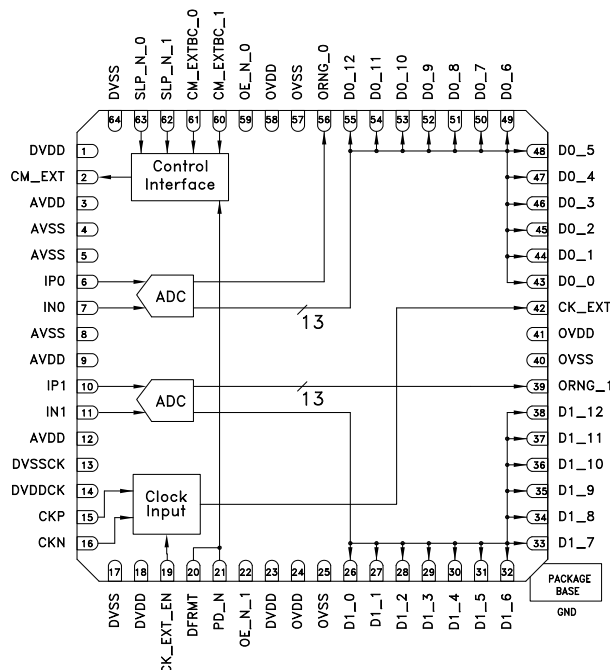 DVSS
SLP_N_0
SLP_N_1
CM_EXTBC_0
CM_EXTBC_1
OE_N_0
OVDD
OVSS
ORNG_0
D0_12
D0_11
D0_10
D0_9
D0_8
D0_7
D0_6
64 63 62 61 60 59 58 57 56 55 54 53 52 51 50 49
DVDD 1
CM_EXT 2
AVDD 3
AVSS 4
AVSS 5
IP0 6
IN0 7
AVSS 8
AVDD 9
IP1 10
IN1 11
AVDD 12
DVSSCK 13
DVDDCK 14
CKP 15
CKN 16
Control
Interface
ADC
13
ADC
13
Clock
Input
48 D0_5
47 D0_4
46 D0_3
45 D0_2
44 D0_1
43 D0_0
42 CK_EXT
41 OVDD
40 OVSS
39 ORNG_1
38 D1_12
37 D1_11
36 D1_10
35 D1_9
34 D1_8
33 D1_7
17 18 19 20 21 22 23 24 25 26 27 28 29 30 31 32
DVSS
DVDD
CK_EXT_EN
DFRMT
PD_N
OE_N_1
DVDD
OVDD
OVSS
D1_0
D1_1
D1_2
D1_3
D1_4
D1_5
D1_6
PACKAGE
BASE
GND